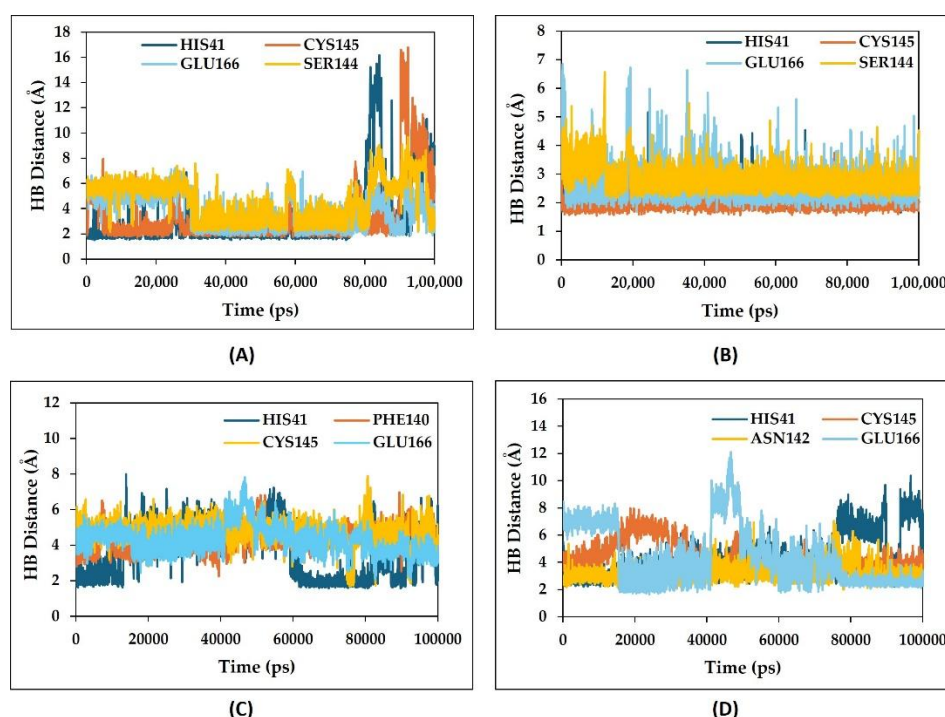 HB Distance (Å)
18
16
14
12
10
8
6
4
2
0
HIS41 CYS145
GLU166 SER144
0 20,000 40,000 60,000 80,000 1,00,000
Time (ps)
(A)
HB Distance (Å)
8
7
6
5
4
3
2
1
0
HIS41 CYS145
GLU166 SER144
0 20,000 40,000 60,000 80,000 1,00,000
Time (ps)
(B)
HB Distance (Å)
12
10
8
6
4
2
0
HIS41 PHE140
CYS145 GLU166
0 20000 40000 60000 80000 100000
Time (ps)
(C)
HB Distance (Å)
16
14
12
10
8
6
4
2
0
HIS41 CYS145
ASN142 GLU166
0 20000 40000 60000 80000 100000
Time (ps)
(D)